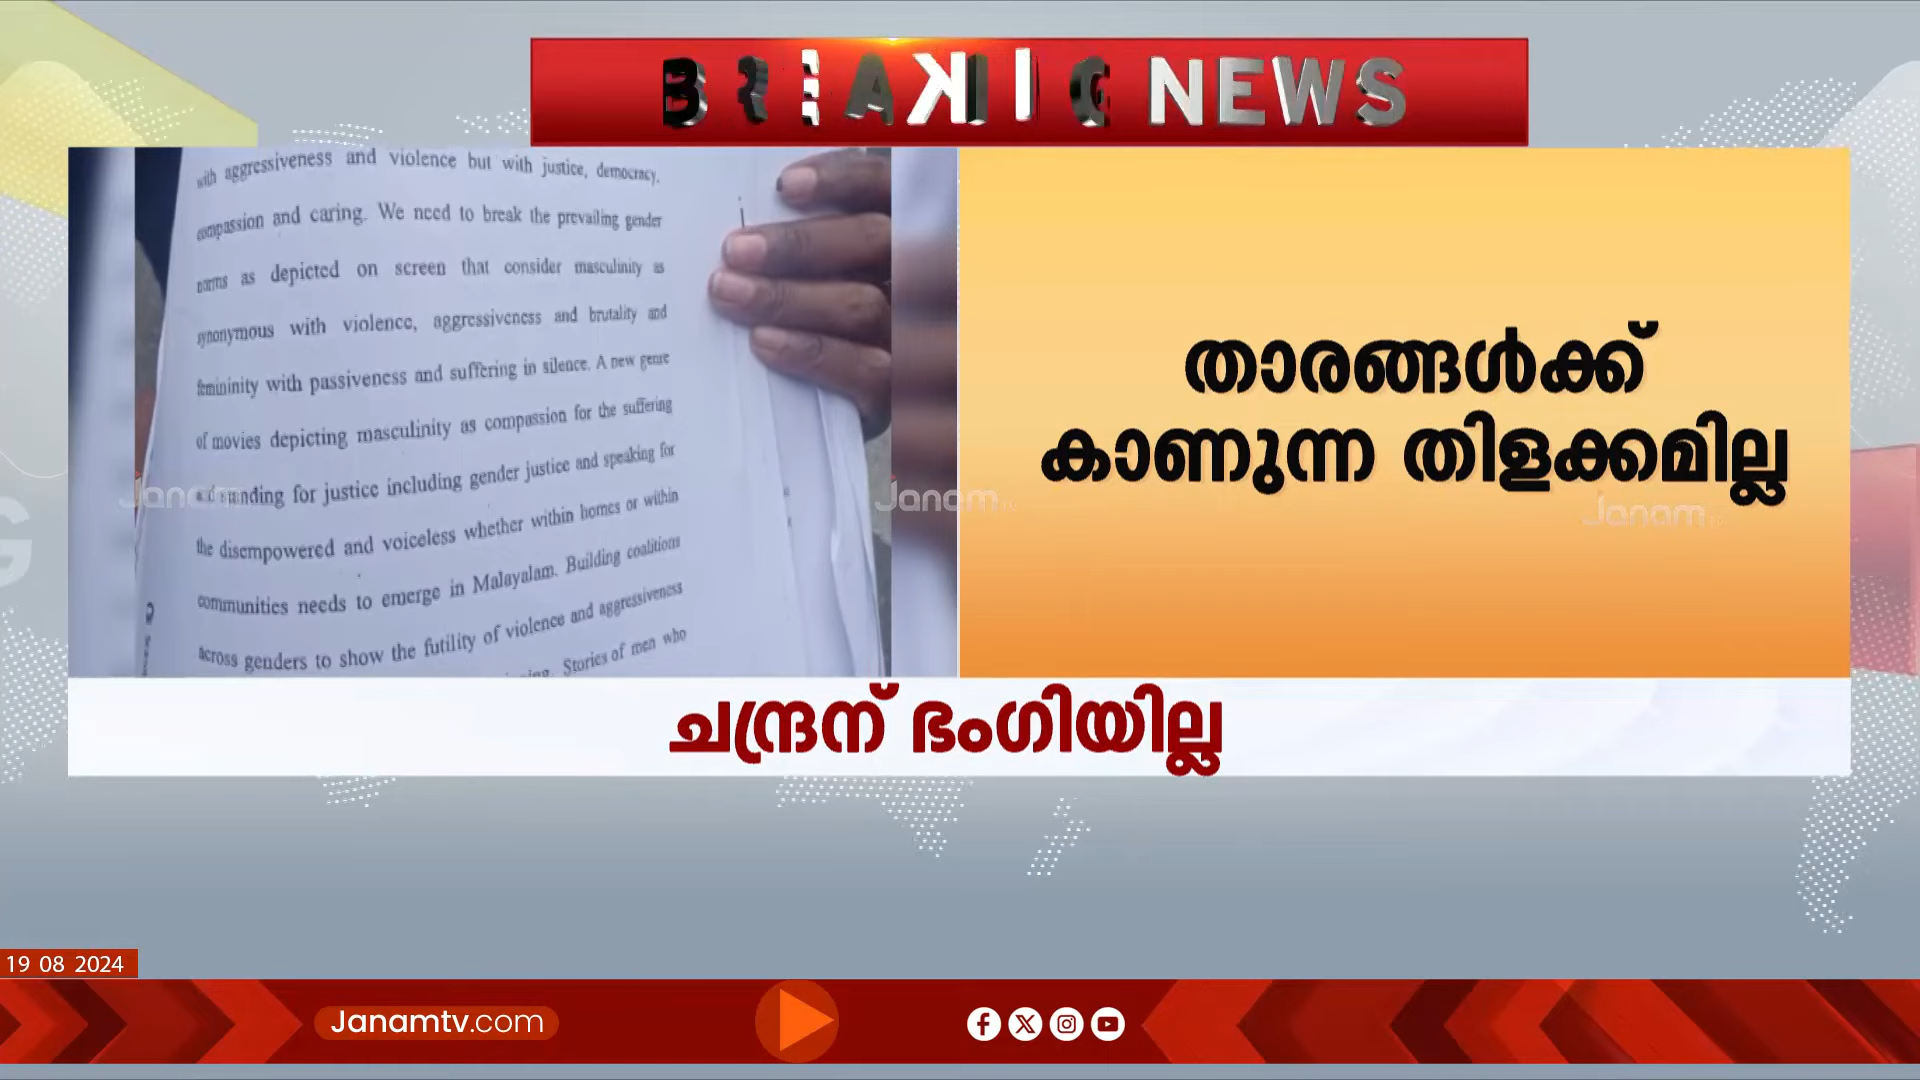 BREAKING NEWS
with aggressiveness and violence but with justice, democracy,
compassion and caring. We need to break the prevailing gender
norms as depicted on screen that consider masculinity as
synonymous with violence, aggressiveness and brutality and
femininity with passiveness and suffering in silence. A new genre
of movies depicting masculinity as compassion for the suffering
demanding for justice including gender justice and speaking for
the disempowered and voiceless whether within homes or within
communities needs to emerge in Malayalam. Building coalitions
across genders to show the futility of violence and aggressiveness
Stories of men who
താരങ്ങൾക്ക്
കാണുന്ന തിളക്കമില്ല
Janam
Janam
Janam
ചന്ദ്രന് ഭംഗിയില്ല
19 08 2024
Janamtv.com